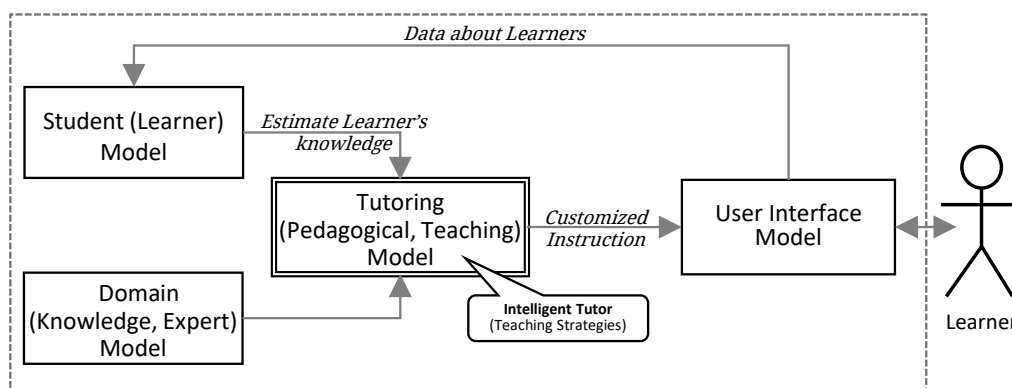 Data about Learners
Student (Learner)
Model
Estimate Learner's
knowledge
Tutoring
(Pedagogical, Teaching)
Model
Customized
Instruction
User Interface
Model
Domain
(Knowledge, Expert)
Model
Intelligent Tutor
(Teaching Strategies)
Learner